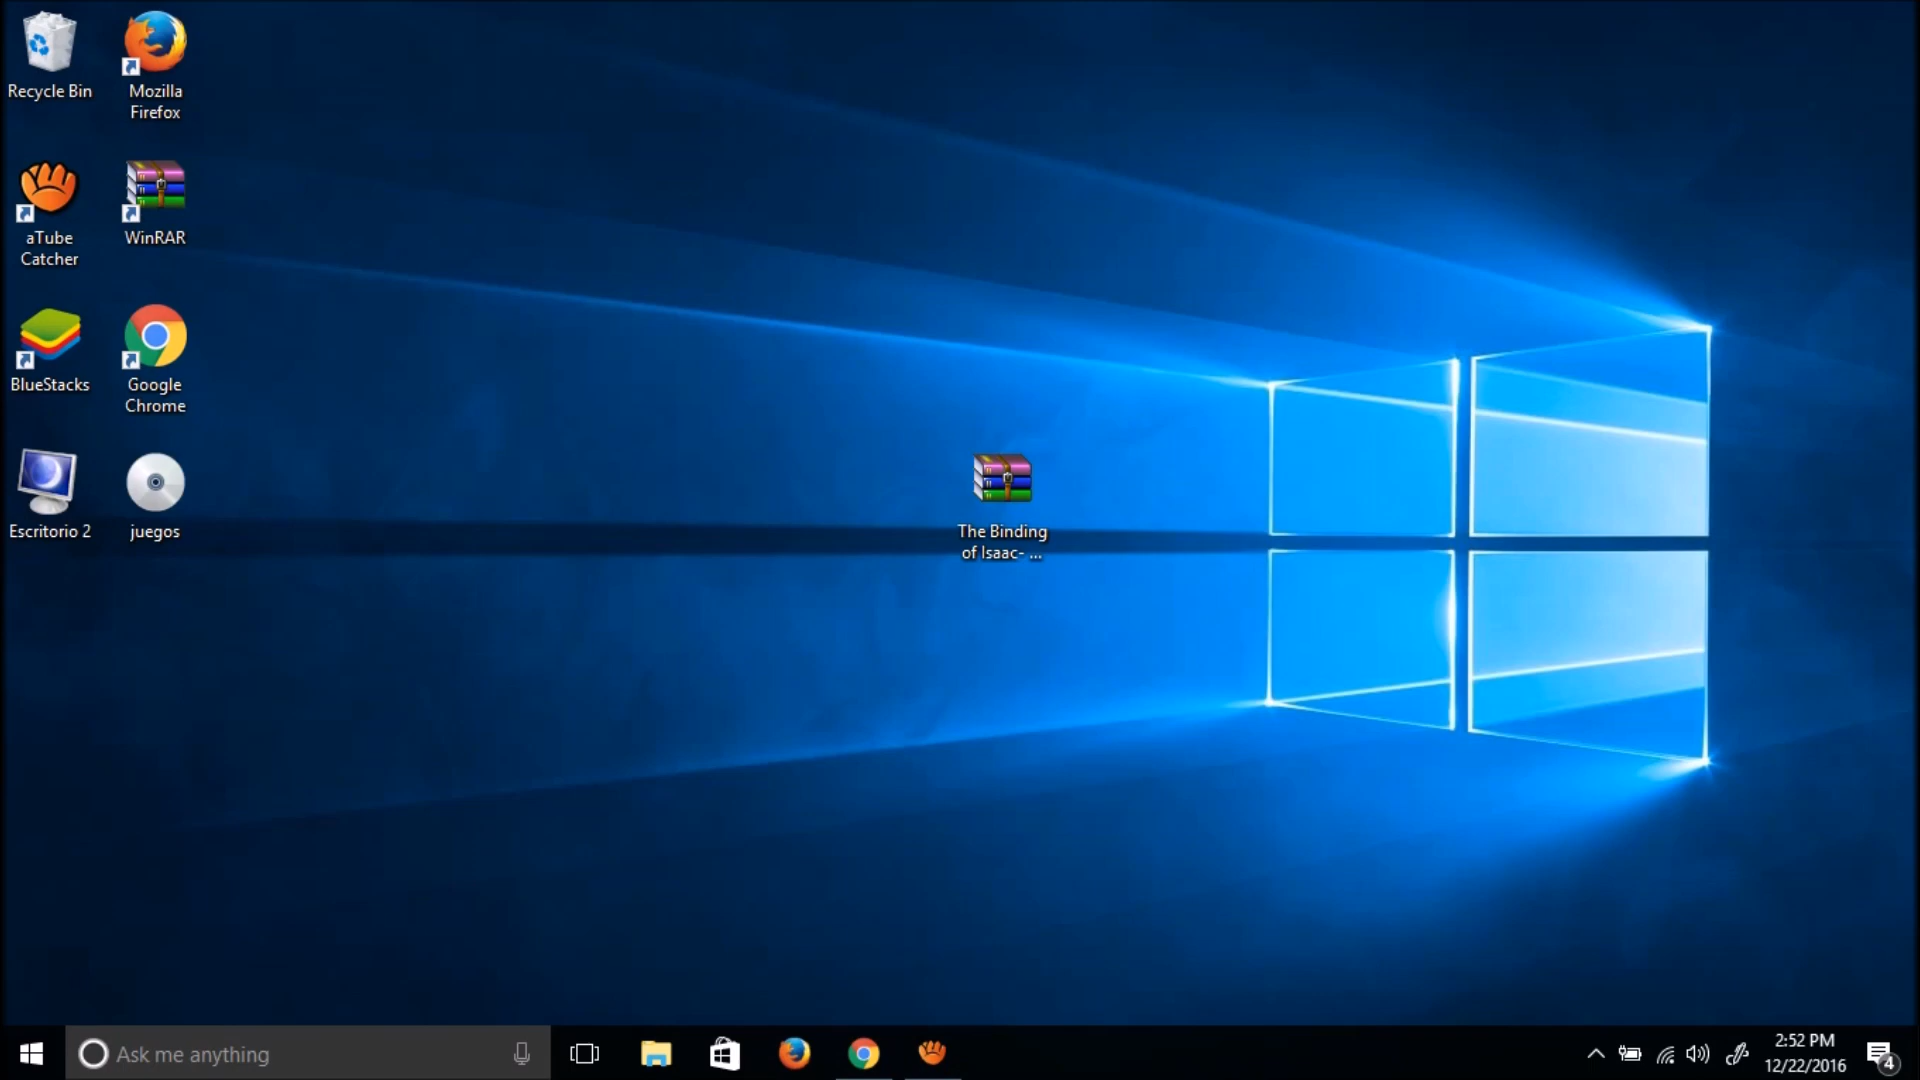 Recycle Bin
Mozilla
Firefox
aTube
Catcher
WinRAR
BlueStacks
Google
Chrome
Escritorio 2
juegos
The Binding
of Isaac- ...
Ask me anything
2:52 PM
12/22/2016
4